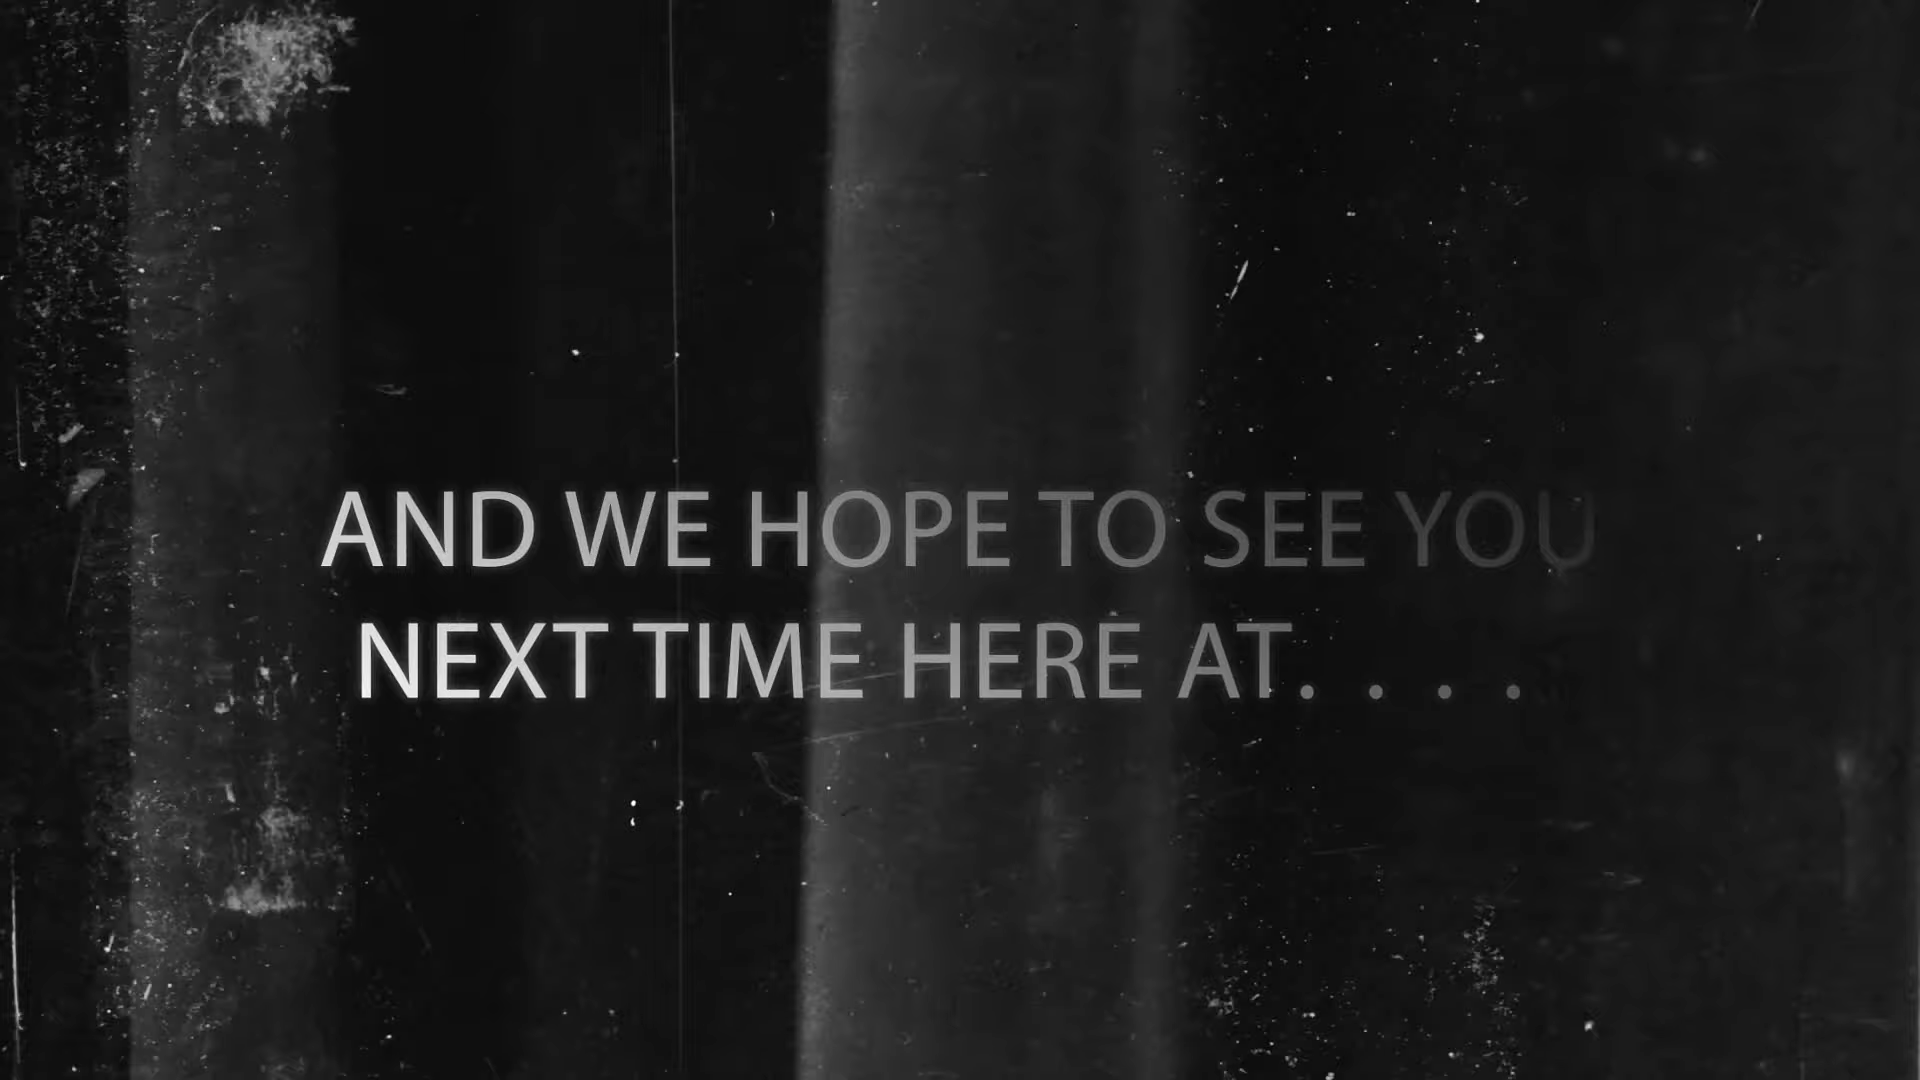 AND WE HOPE TO SEE YOU
NEXT TIME HERE AT. . . .